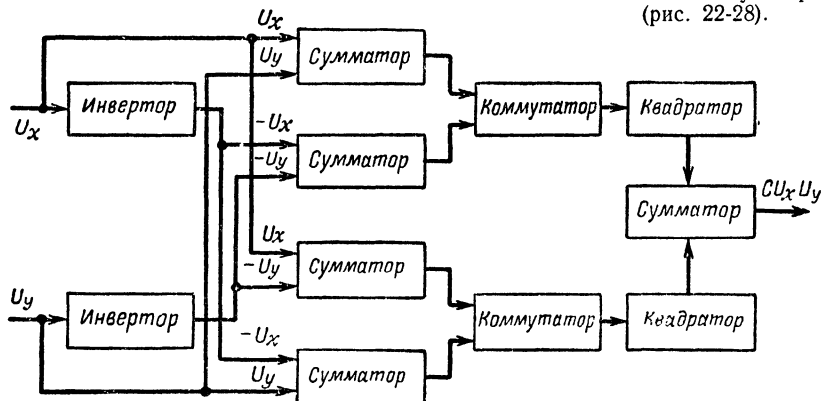 (рис. 22-28).
Ux
Uy
Сумматор
Ux
Инвертор
-Ux
-Uy
Сумматор
Коммутатор
Квадратор
Сумматор
CUxUy
Ux
-Uy
Сумматор
Uy
Инвертор
-Ux
Uy
Сумматор
Коммутатор
Квадратор